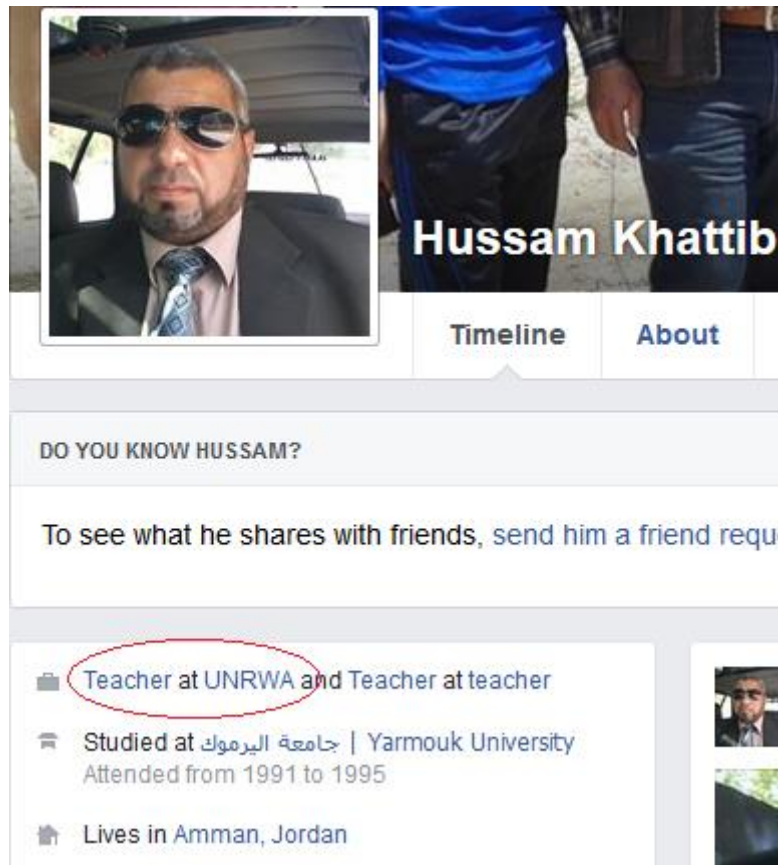 Hussam Khattib
Timeline About
DO YOU KNOW HUSSAM?
To see what he shares with friends, send him a friend
Teacher at UNRWA and Teacher at teacher
Studied at جامعة اليرموك | Yarmouk University
Attended from 1991 to 1995
Lives in Amman, Jordan